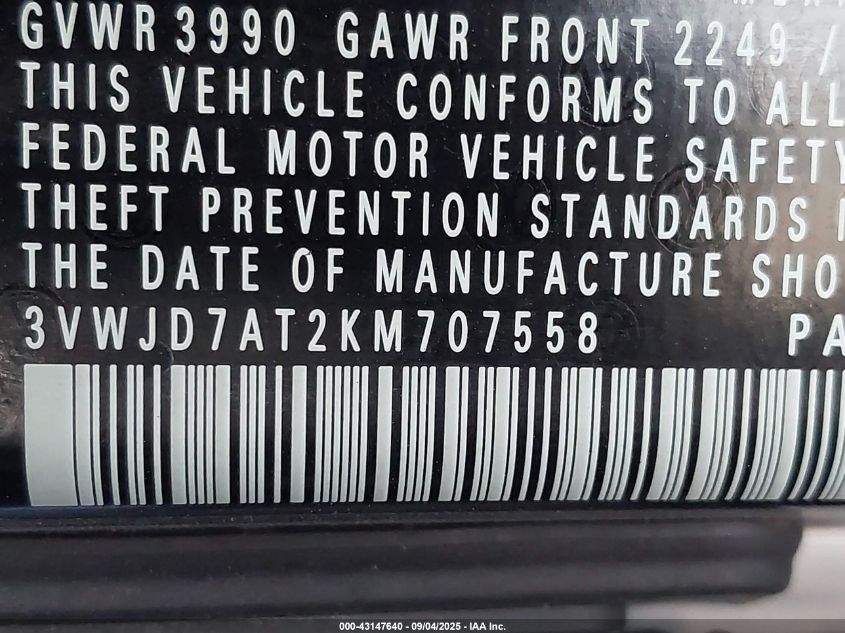 GVWR 3990 GAWR FRONT 2249 /
THIS VEHICLE CONFORMS TO ALL
FEDERAL MOTOR VEHICLE SAFETY
THEFT PREVENTION STANDARDS
THE DATE OF MANUFACTURE SHO
3VWJD7AT2KM707558 PA
000-43147640 - 09/04/2025 - IAA Inc.